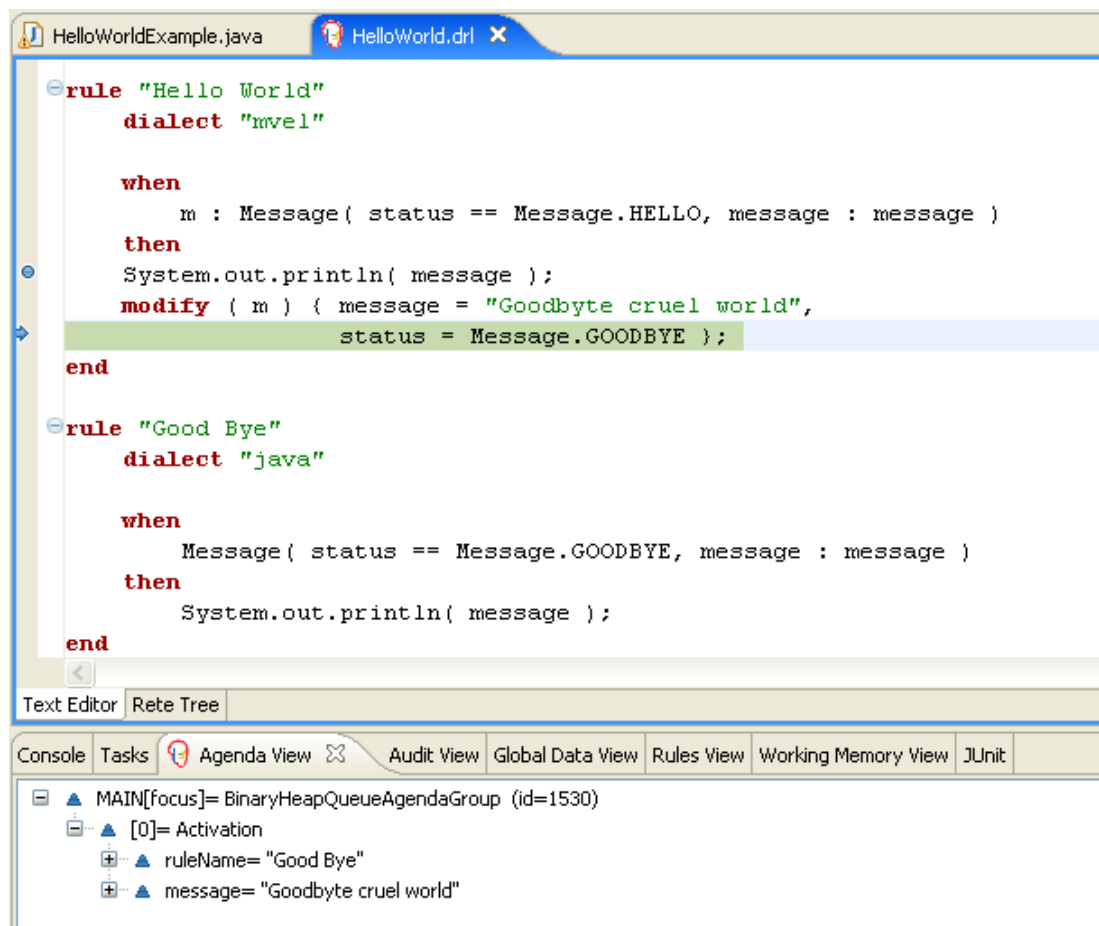 HelloWorldExample.java HelloWorld.drl
rule "Hello World"
dialect "mvel"
when
m : Message( status == Message.HELLO, message : message )
then
System.out.println( message );
modify ( m ) { message = "Goodbyte cruel world",
status = Message.GOODBYE };
end
rule "Good Bye"
dialect "java"
when
Message( status == Message.GOODBYE, message : message )
then
System.out.println( message );
end
Text Editor Rete Tree
Console Tasks Agenda View Audit View Global Data View Rules View Working Memory View JUnit
MAIN[focus]= BinaryHeapQueueAgendaGroup (id=1530)
[0]= Activation
ruleName= "Good Bye"
message= "Goodbyte cruel world"